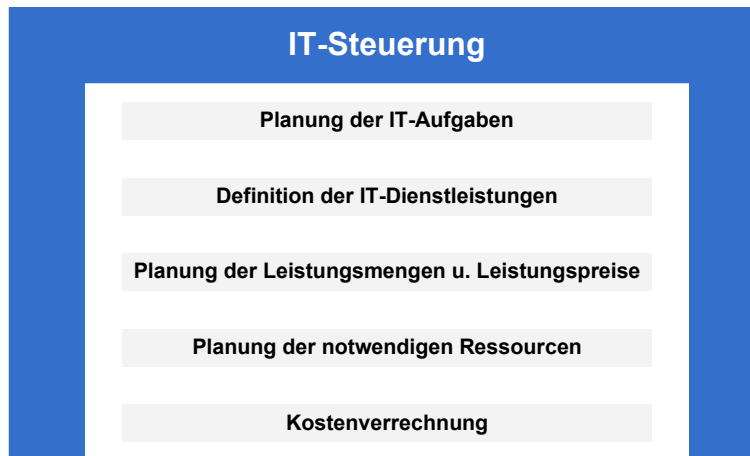 IT-Steuerung
Planung der IT-Aufgaben
Definition der IT-Dienstleistungen
Planung der Leistungsmengen u. Leistungspreise
Planung der notwendigen Ressourcen
Kostenverrechnung